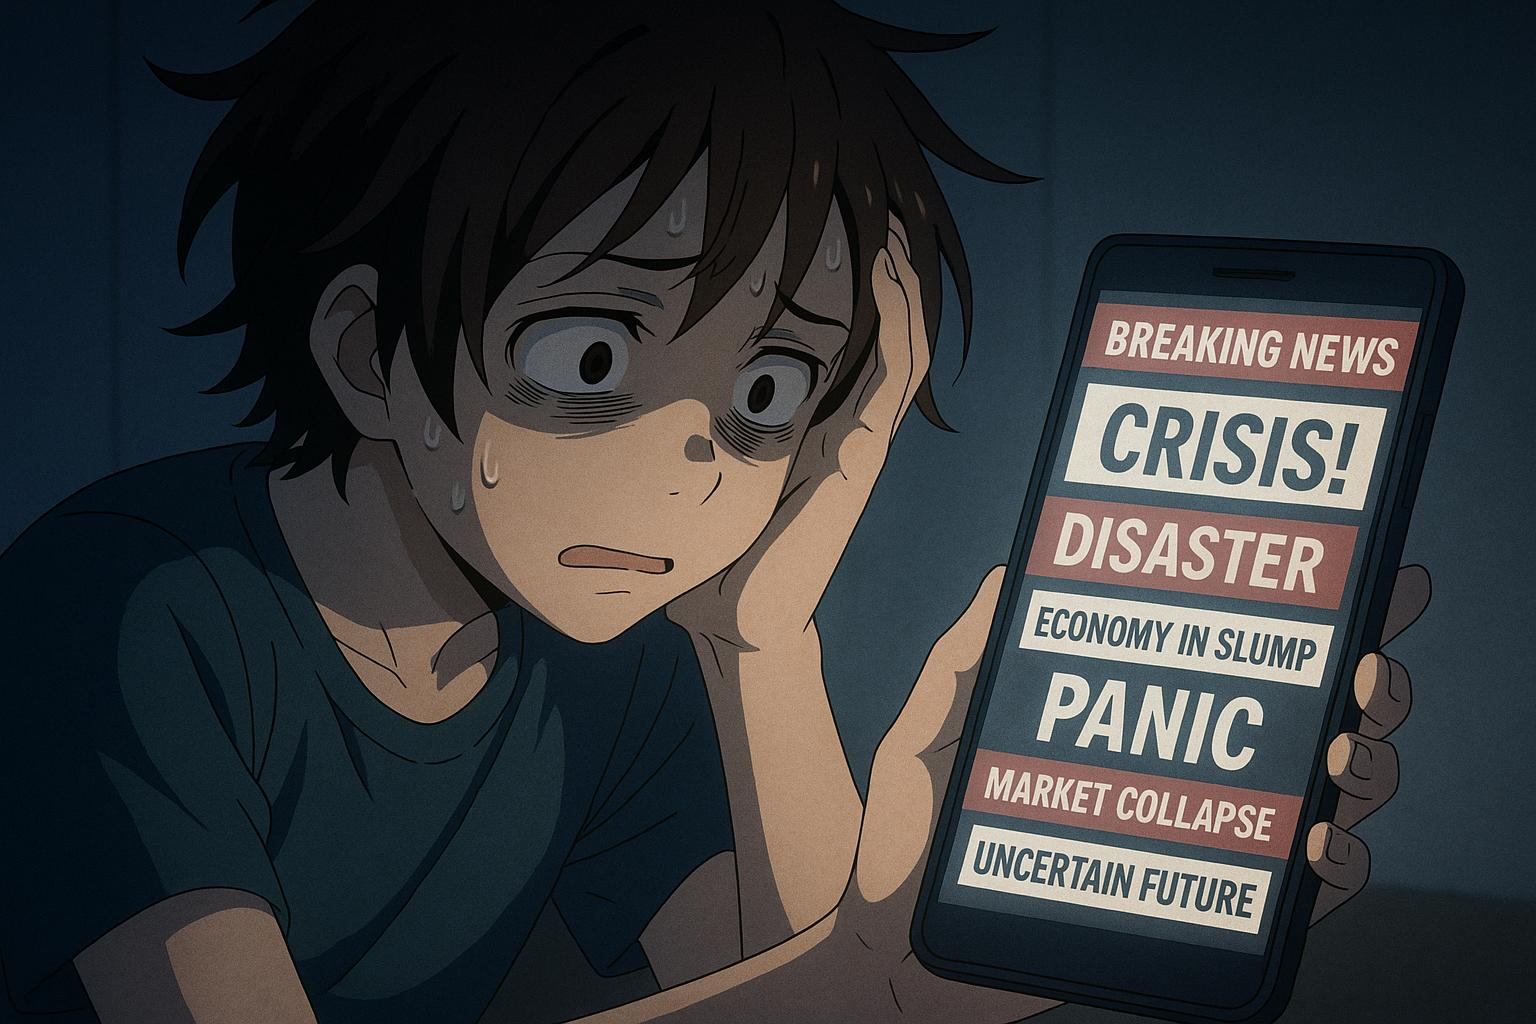 BREAKING NEWS
CRISIS!
DISASTER
ECONOMY IN SLUMP
PANIC
MARKET COLLAPSE
UNCERTAIN FUTURE